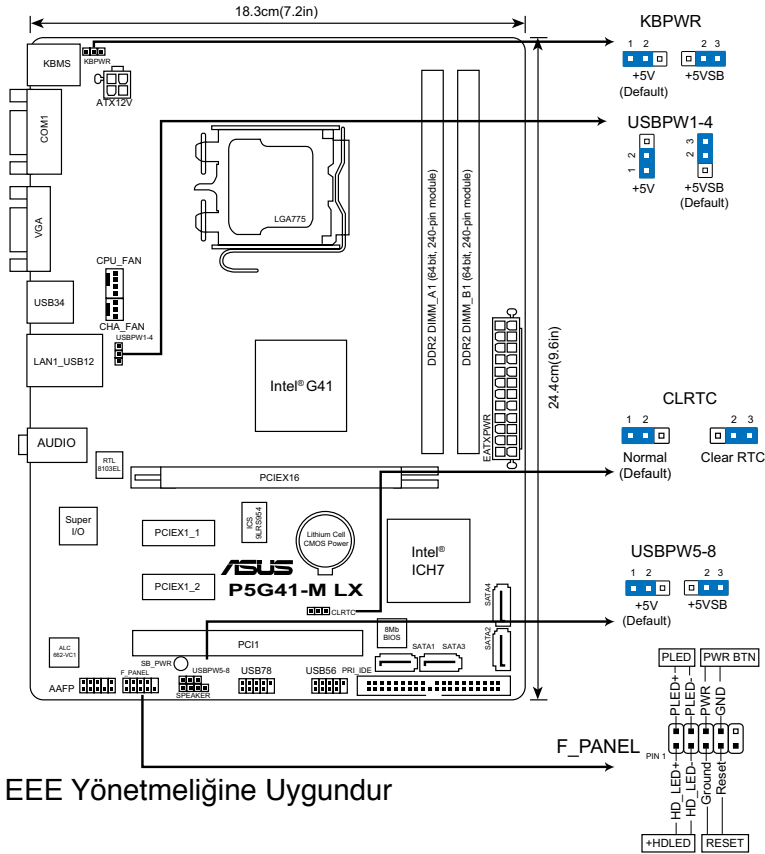 18.3cm(7.2in)
KBPWR
1 2
2 3
+5V
(Default)
+5VSB
KBMS
KBPWR
ATX12V
USBPW1-4
1 2
2 3
+5V
+5VSB
(Default)
COM1
LGA775
VGA
DDR2 DIMM_A1 (64bit, 240-pin module)
DDR2 DIMM_B1 (64bit, 240-pin module)
CPU_FAN
USB34
CHA_FAN
USBPW1-4
LAN1_USB12
Intel® G41
24.4cm(9.6in)
EATXPWR
CLRTC
1 2
2 3
Normal
(Default)
Clear RTC
AUDIO
RTL
8103EL
PCIEX16
Super
I/O
PCIEX1_1
ICS
9LRS954
Lithium Cell
CMOS Power
Intel®
ICH7
ASUS
P5G41-M LX
PCIEX1_2
CLRTC
SATA4
SATA2
USBPW5-8
1 2
2 3
+5V
(Default)
+5VSB
PCI1
8Mb
BIOS
SATA1
SATA3
ALC
662-VC1
SB_PWR
F_PANEL
USBPW5-8
USB78
USB56
PRI_IDE
AAFP
SPEAKER
PLED
PWR BTN
PLED+
PLED-
PWR
GND
F_PANEL
PIN 1
HD_LED+
HD_LED-
Ground
Reset
+HDLED
RESET
EEE Yönetmeliğine Uygundur